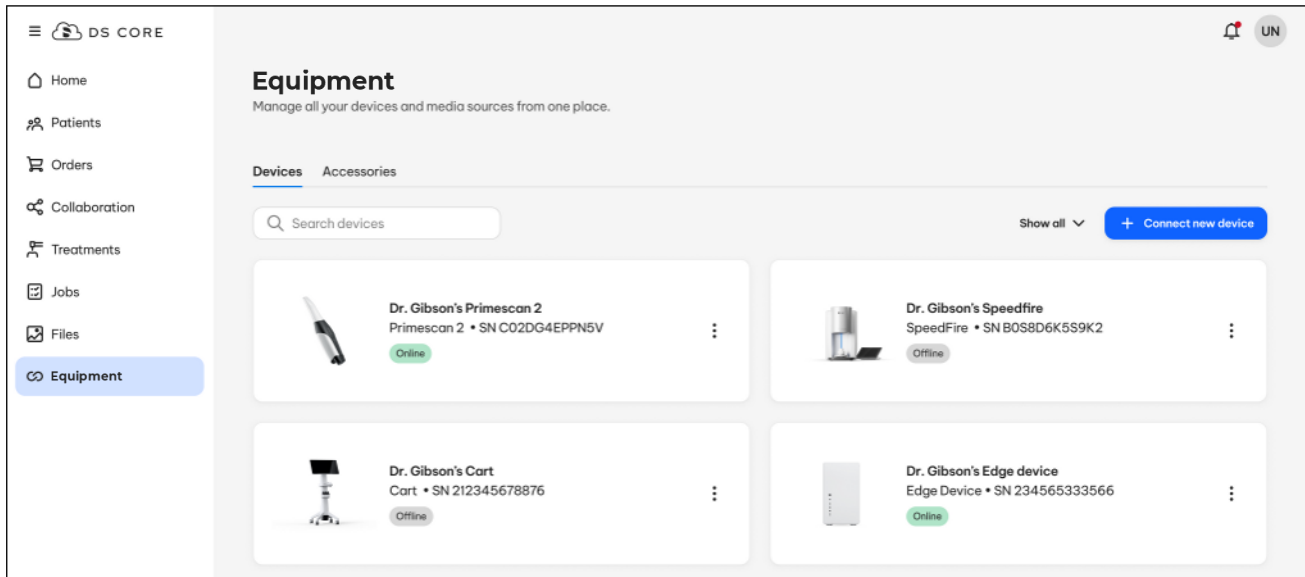 DS CORE
UN
Home
Patients
Orders
Collaboration
Treatments
Jobs
Files
Equipment
Equipment
Manage all your devices and media sources from one place.
Devices Accessories
Search devices
Show all
+ Connect new device
Dr. Gibson's Primescan 2
Primescan 2 • SN C02DG4EPPN5V
Online
Dr. Gibson's Speedfire
SpeedFire • SN B0S8D6K5S9K2
Offline
Dr. Gibson's Cart
Cart • SN 212345678876
Offline
Dr. Gibson's Edge device
Edge Device • SN 234565333566
Online